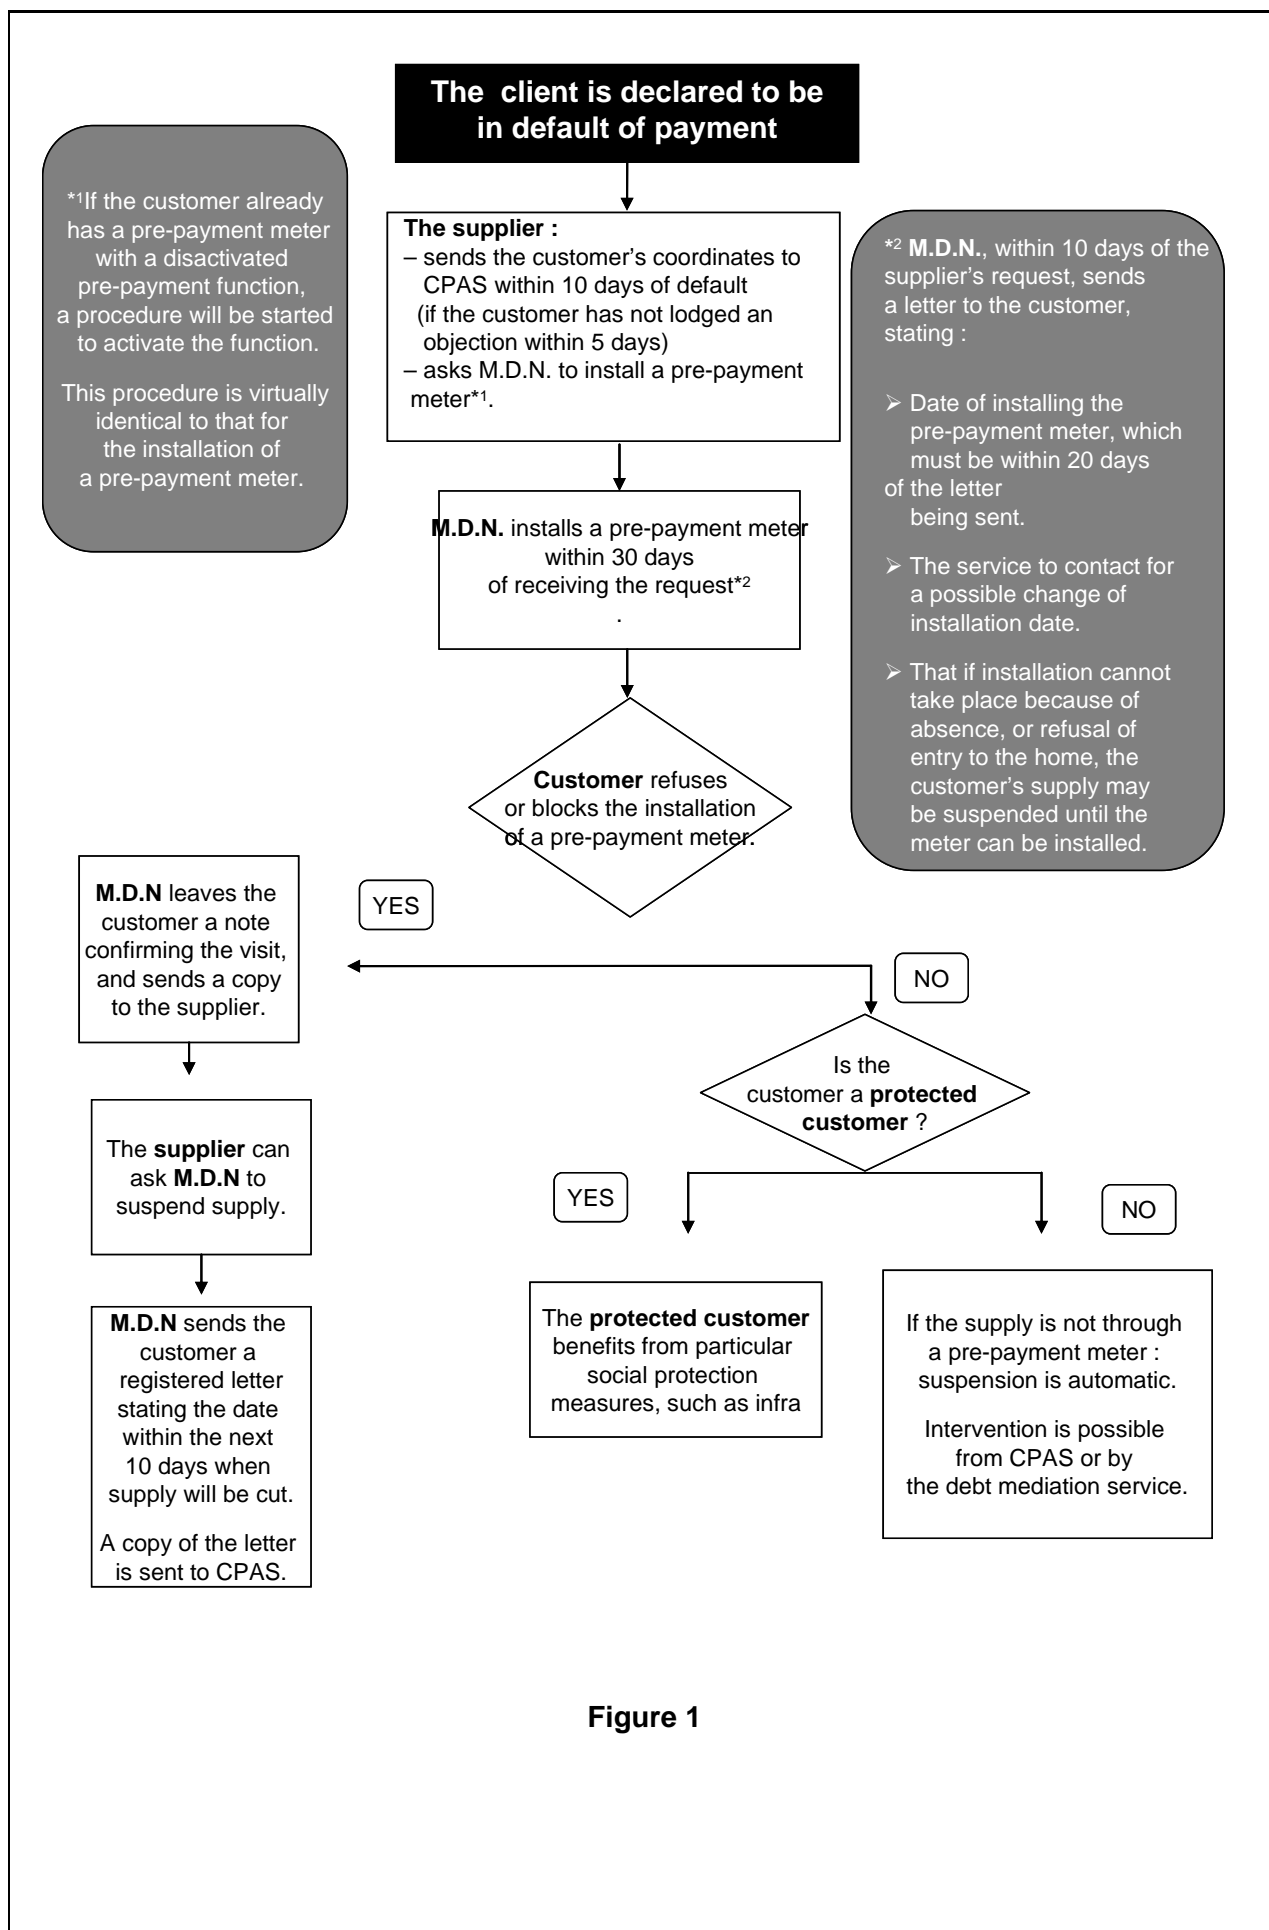 The client is declared to be
in default of payment
*1If the customer already
has a pre-payment meter
with a disactivated
pre-payment function,
a procedure will be started
to activate the function.
This procedure is virtually
identical to that for
the installation of
a pre-payment meter.
The supplier :
– sends the customer’s coordinates to
CPAS within 10 days of default
(if the customer has not lodged an
objection within 5 days)
– asks M.D.N. to install a pre-payment
meter*1.
*2 M.D.N., within 10 days of the
supplier’s request, sends
a letter to the customer,
stating :
➢ Date of installing the
pre-payment meter, which
must be within 20 days
of the letter
being sent.
➢ The service to contact for
a possible change of
installation date.
➢ That if installation cannot
take place because of
absence, or refusal of
entry to the home, the
customer’s supply may
be suspended until the
meter can be installed.
M.D.N. installs a pre-payment meter
within 30 days
of receiving the request*2
.
Customer refuses
or blocks the installation
of a pre-payment meter.
YES
NO
M.D.N leaves the
customer a note
confirming the visit,
and sends a copy
to the supplier.
The supplier can
ask M.D.N to
suspend supply.
M.D.N sends the
customer a
registered letter
stating the date
within the next
10 days when
supply will be cut.
A copy of the letter
is sent to CPAS.
Is the
customer a protected
customer ?
YES
NO
The protected customer
benefits from particular
social protection
measures, such as infra
If the supply is not through
a pre-payment meter :
suspension is automatic.
Intervention is possible
from CPAS or by
the debt mediation service.
Figure 1